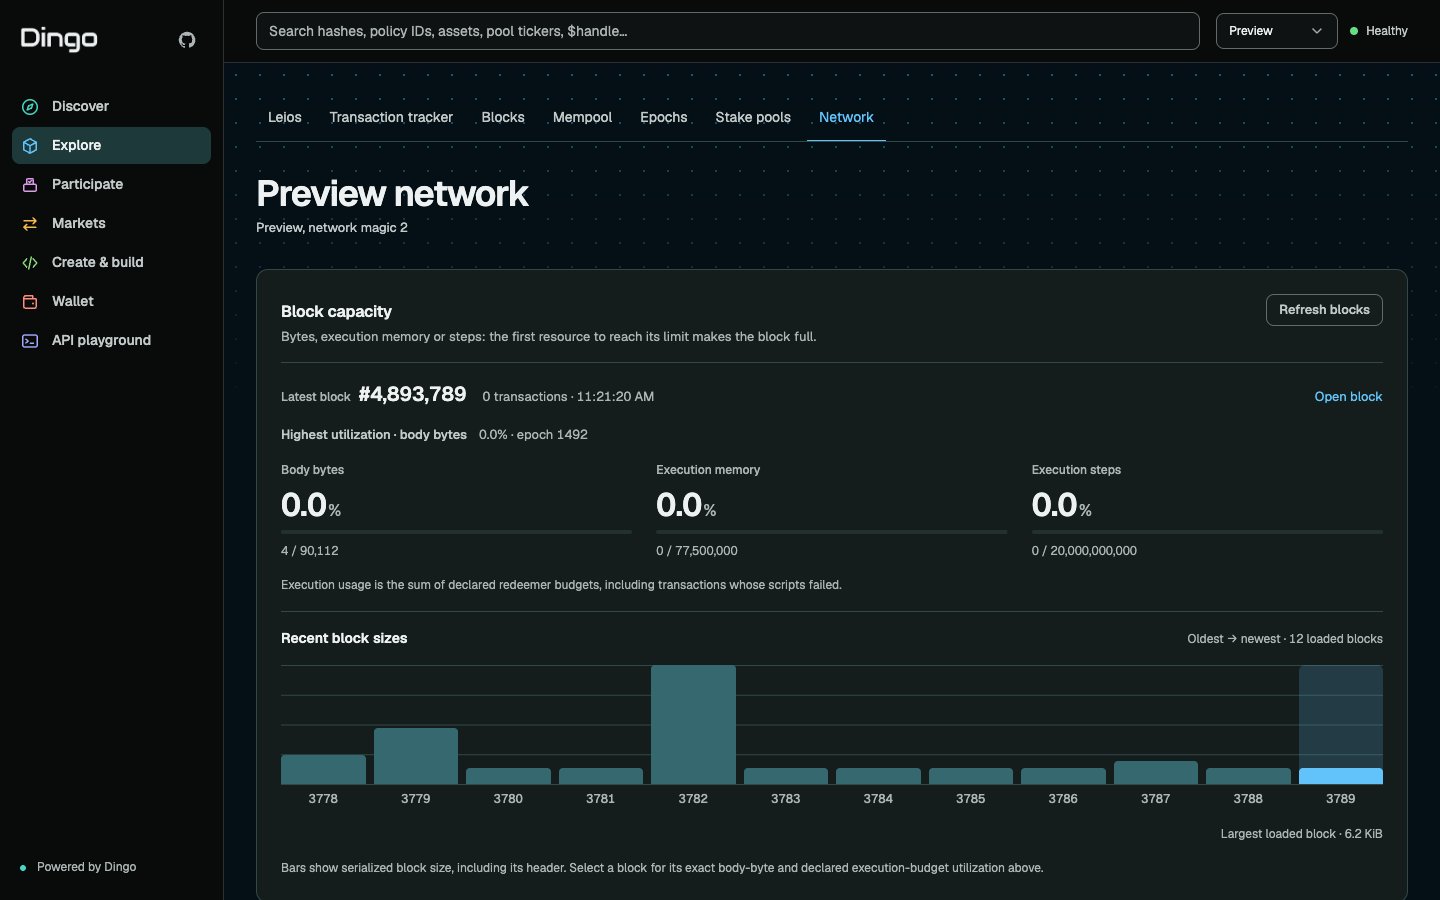 Dingo
Search hashes, policy IDs, assets, pool tickers, $handle...
Preview
Healthy
Discover
Explore
Participate
Markets
Create & build
Wallet
API playground
Powered by Dingo
Leios
Transaction tracker
Blocks
Mempool
Epochs
Stake pools
Network
Preview network
Preview, network magic 2
Block capacity
Refresh blocks
Bytes, execution memory or steps: the first resource to reach its limit makes the block full.
Latest block #4,893,789 0 transactions · 11:21:20 AM
Open block
Highest utilization · body bytes 0.0% · epoch 1492
Body bytes
0.0%
4 / 90,112
Execution memory
0.0%
0 / 77,500,000
Execution steps
0.0%
0 / 20,000,000,000
Execution usage is the sum of declared redeemer budgets, including transactions whose scripts failed.
Recent block sizes
Oldest → newest · 12 loaded blocks
3778 3779 3780 3781 3782 3783 3784 3785 3786 3787 3788 3789
Largest loaded block · 6.2 KiB
Bars show serialized block size, including its header. Select a block for its exact body-byte and declared execution-budget utilization above.